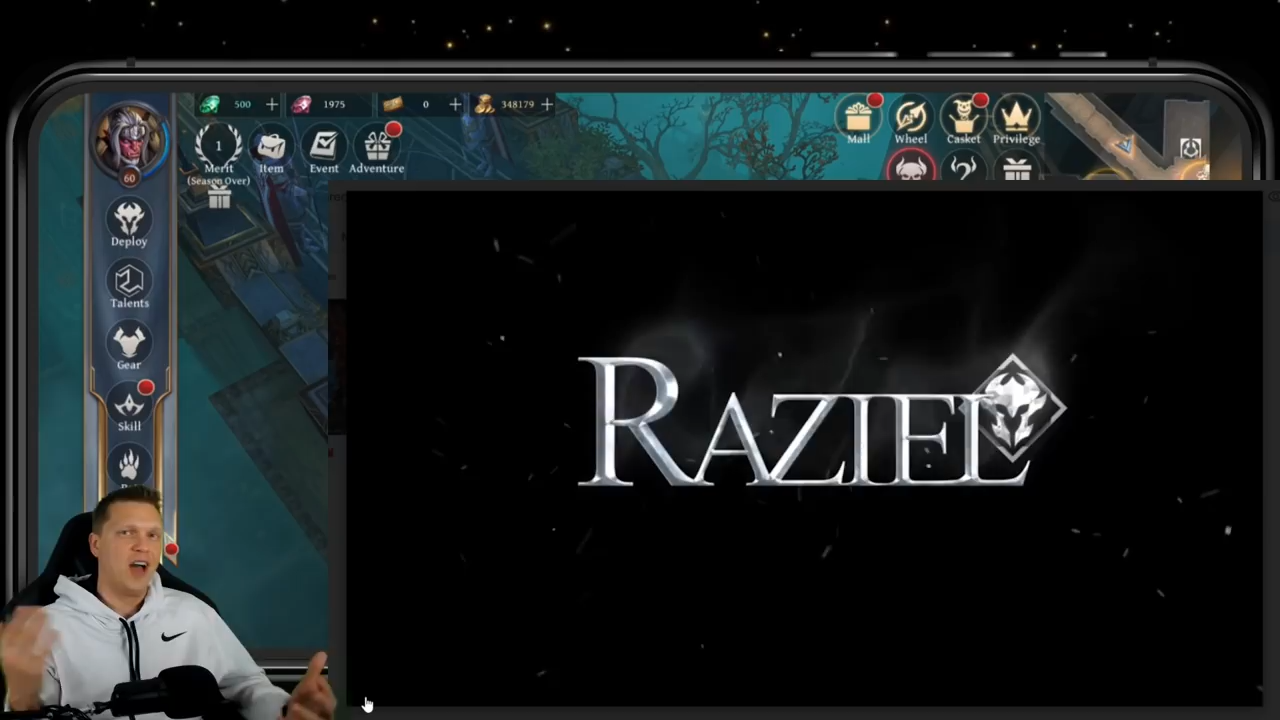 500
1975
0
348179
1
Merit
(Season Over)
Item
Event
Adventure
Mall
Wheel
Casket
Privilege
60
Deploy
Talents
Gear
Skill
RAZIEL